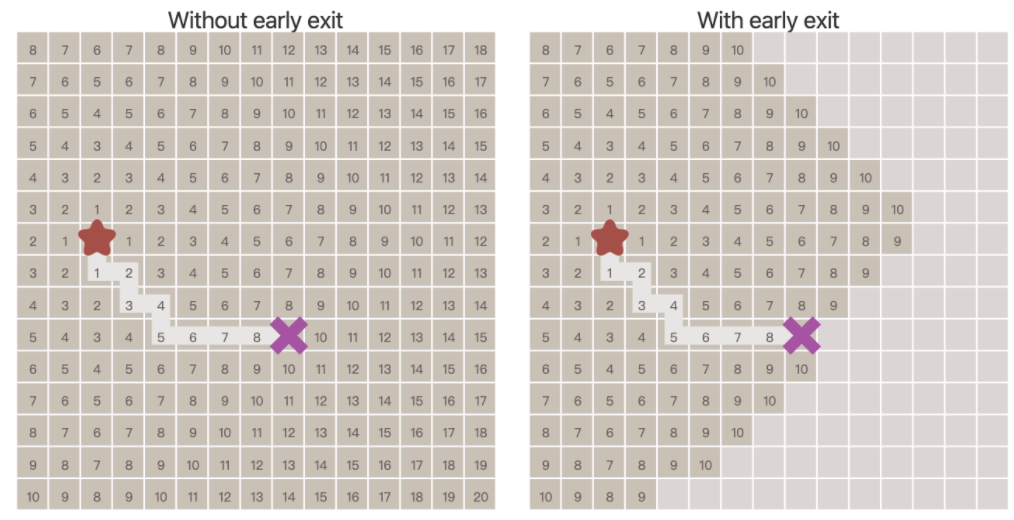 Without early exit
8 7 6 7 8 9 10 11 12 13 14 15 16 17 18
7 6 5 6 7 8 9 10 11 12 13 14 15 16 17
6 5 4 5 6 7 8 9 10 11 12 13 14 15 16
5 4 3 4 5 6 7 8 9 10 11 12 13 14 15
4 3 2 3 4 5 6 7 8 9 10 11 12 13 14
3 2 1 2 3 4 5 6 7 8 9 10 11 12 13
2 1 1 2 3 4 5 6 7 8 9 10 11 12
3 2 1 2 3 4 5 6 7 8 9 10 11 12 13
4 3 2 3 4 5 6 7 8 9 10 11 12 13 14
5 4 3 4 5 6 7 8 10 11 12 13 14 15
6 5 4 5 6 7 8 9 10 11 12 13 14 15 16
7 6 5 6 7 8 9 10 11 12 13 14 15 16 17
8 7 6 7 8 9 10 11 12 13 14 15 16 17 18
9 8 7 8 9 10 11 12 13 14 15 16 17 18 19
10 9 8 9 10 11 12 13 14 15 16 17 18 19 20
With early exit
8 7 6 7 8 9 10
7 6 5 6 7 8 9 10
6 5 4 5 6 7 8 9 10
5 4 3 4 5 6 7 8 9 10
4 3 2 3 4 5 6 7 8 9 10
3 2 1 2 3 4 5 6 7 8 9 10
2 1 1 2 3 4 5 6 7 8 9
3 2 1 2 3 4 5 6 7 8 9
4 3 2 3 4 5 6 7 8 9
5 4 3 4 5 6 7 8
6 5 4 5 6 7 8 9 10
7 6 5 6 7 8 9 10
8 7 6 7 8 9 10
9 8 7 8 9 10
10 9 8 9